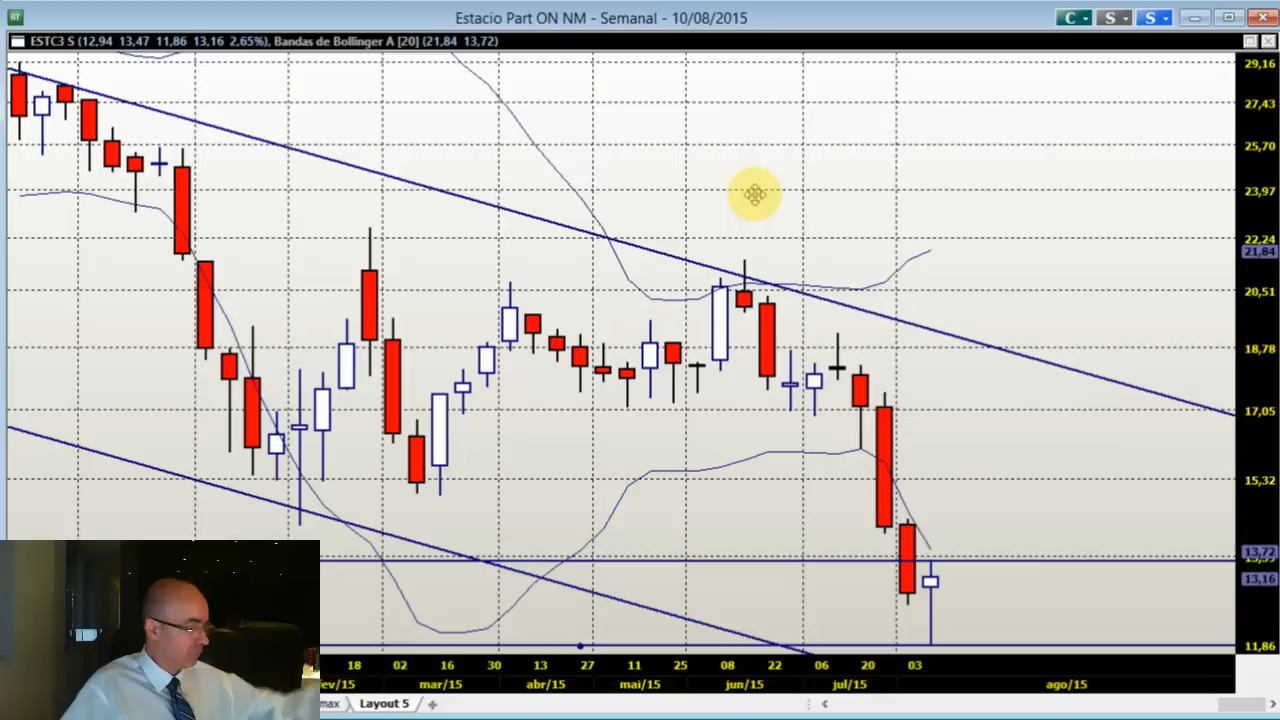 RT
Estacio Part ON NM - Semanal - 10/08/2015
C S S
ESTC3 S (12,94 13,47 11,86 13,16 2,65%), Bandas de Bollinger A [20] (21,84 13,72)
29,16
27,43
25,70
23,97
22,24
21,84
20,51
18,78
17,05
15,32
13,72
13,16
11,86
18 02 16 30 13 27 11 25 08 22 06 20 03
ev/15 mar/15 abr/15 mai/15 jun/15 jul/15 ago/15
max Layout 5